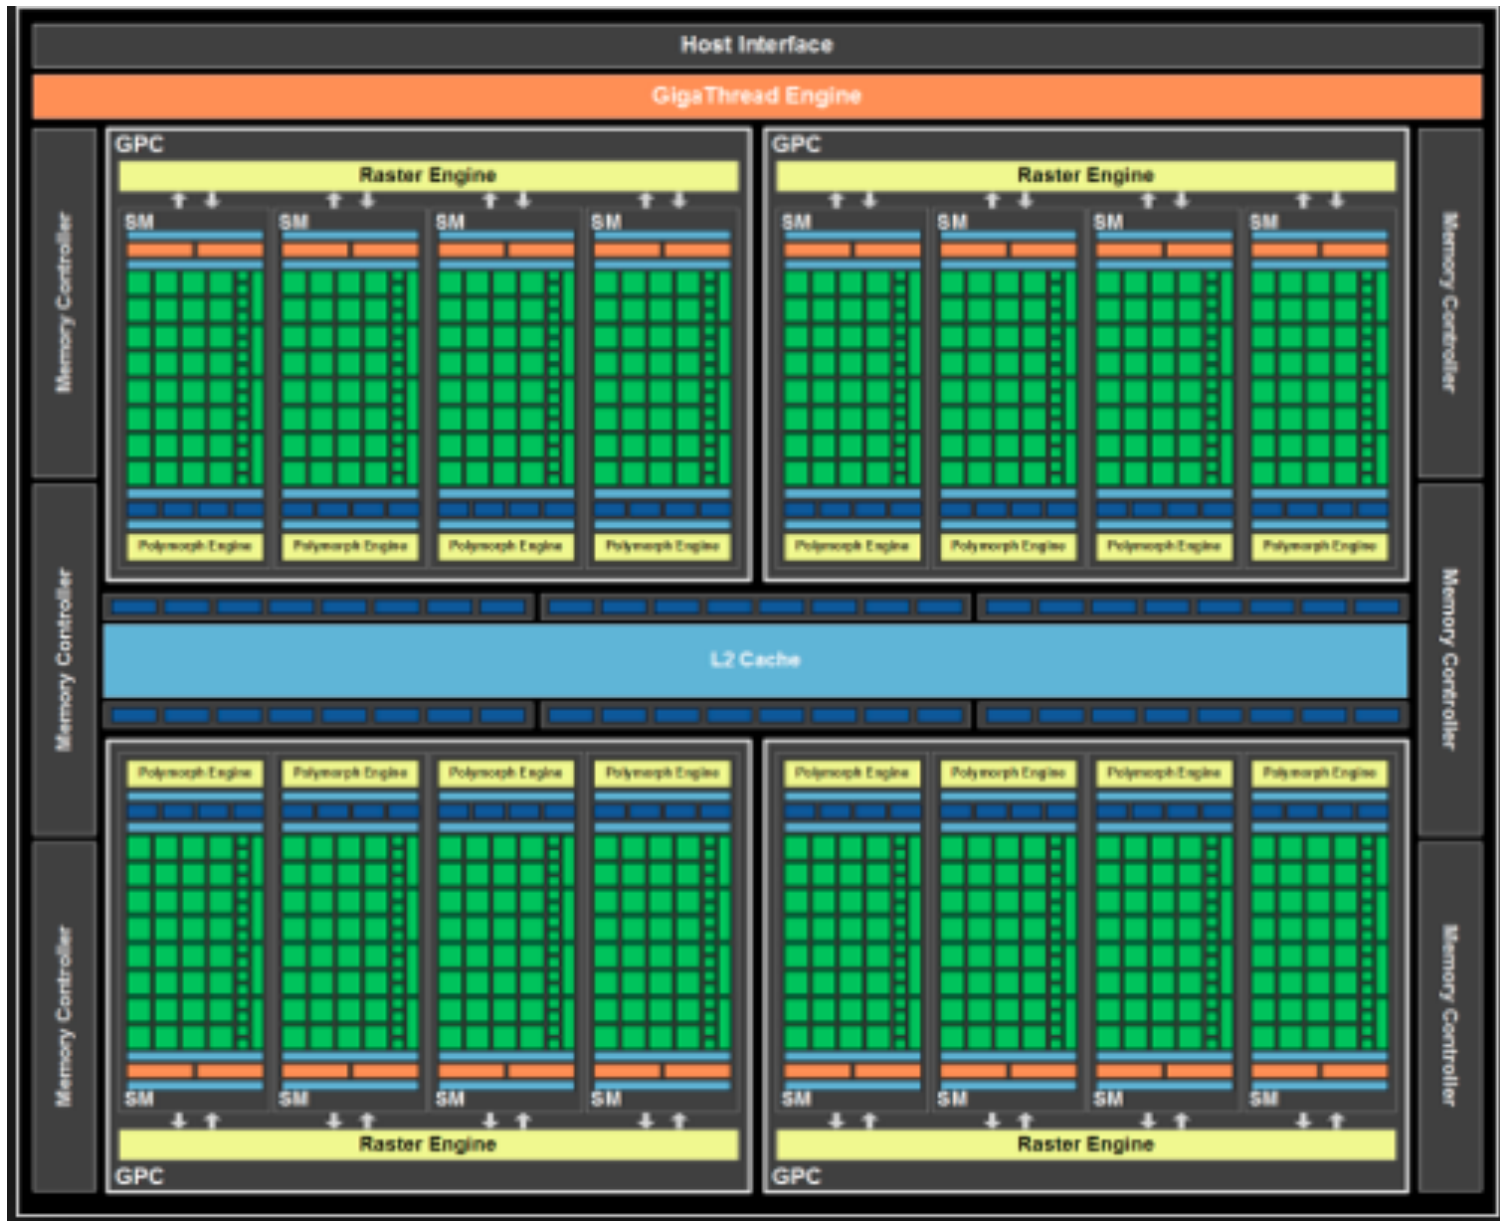 Host Interface
GigaThread Engine
GPC GPC
Raster Engine Raster Engine
SM SM SM SM SM SM SM SM
Memory Controller Memory Controller
Polymorph Engine Polymorph Engine Polymorph Engine Polymorph Engine Polymorph Engine Polymorph Engine Polymorph Engine Polymorph Engine
L2 Cache
Memory Controller Memory Controller
Polymorph Engine Polymorph Engine Polymorph Engine Polymorph Engine Polymorph Engine Polymorph Engine Polymorph Engine Polymorph Engine
Memory Controller Memory Controller
SM SM SM SM SM SM SM SM
Raster Engine Raster Engine
GPC GPC